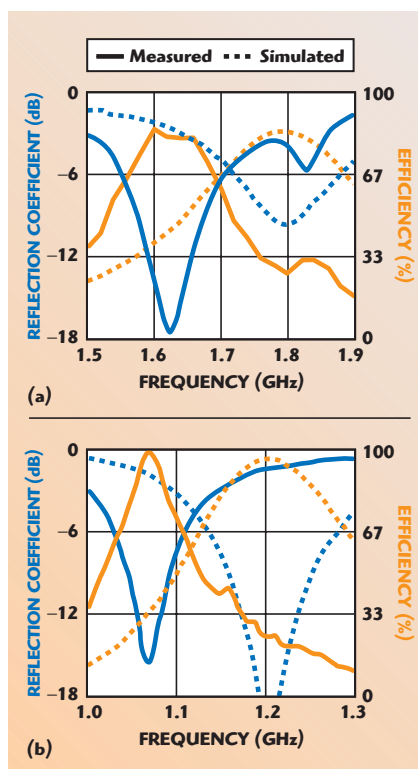 Measured Simulated
REFLECTION COEFFICIENT (dB)
0
−6
−12
−18
100
67
33
0
EFFICIENCY (%)
1.5 1.6 1.7 1.8 1.9
FREQUENCY (GHz)
(a)
REFLECTION COEFFICIENT (dB)
0
−6
−12
−18
100
67
33
0
EFFICIENCY (%)
1.0 1.1 1.2 1.3
FREQUENCY (GHz)
(b)